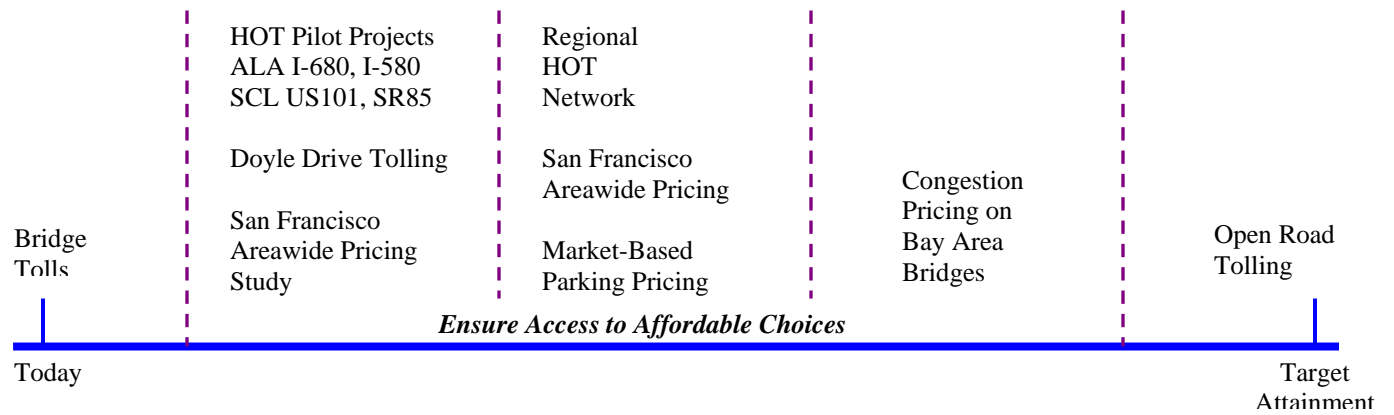 Bridge
Tolls
HOT Pilot Projects
ALA I-680, I-580
SCL US101, SR85
Doyle Drive Tolling
San Francisco
Areawide Pricing
Study
Regional
HOT
Network
San Francisco
Areawide Pricing
Market-Based
Parking Pricing
Congestion
Pricing on
Bay Area
Bridges
Open Road
Tolling
Ensure Access to Affordable Choices
Today
Target
Attainment